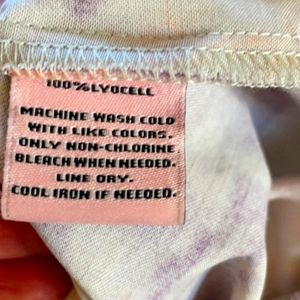 100%LYOCELL
MACHINE WASH COLD
WITH LIKE COLORS.
ONLY NON-CHLORINE
BLEACH WHEN NEEDED.
LINE DRY.
COOL IRON IF NEEDED.